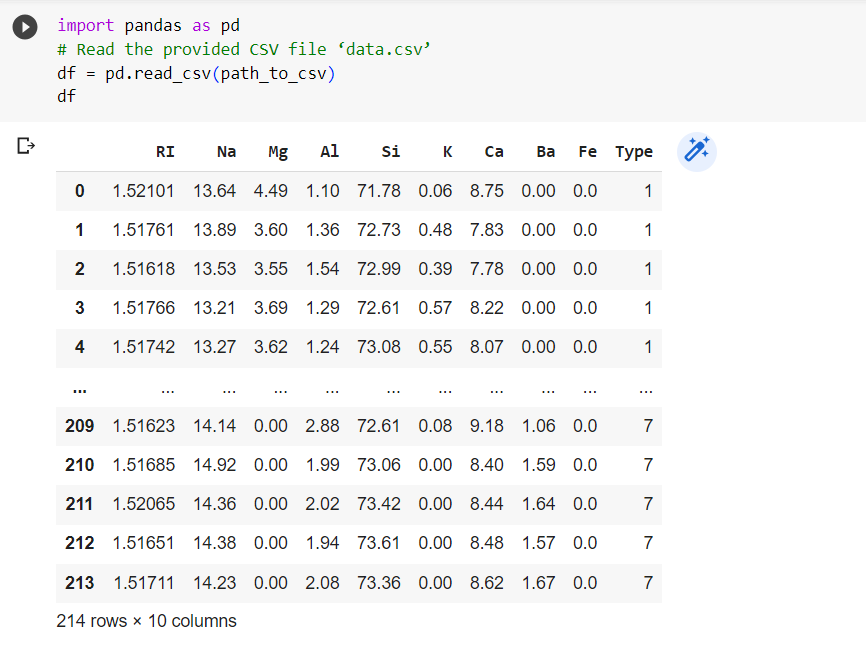 import pandas as pd
# Read the provided CSV file ‘data.csv’
df = pd.read_csv(path_to_csv)
df
RI Na Mg Al Si K Ca Ba Fe Type
0 1.52101 13.64 4.49 1.10 71.78 0.06 8.75 0.00 0.0 1
1 1.51761 13.89 3.60 1.36 72.73 0.48 7.83 0.00 0.0 1
2 1.51618 13.53 3.55 1.54 72.99 0.39 7.78 0.00 0.0 1
3 1.51766 13.21 3.69 1.29 72.61 0.57 8.22 0.00 0.0 1
4 1.51742 13.27 3.62 1.24 73.08 0.55 8.07 0.00 0.0 1
... ... ... ... ... ... ... ... ... ... ...
209 1.51623 14.14 0.00 2.88 72.61 0.08 9.18 1.06 0.0 7
210 1.51685 14.92 0.00 1.99 73.06 0.00 8.40 1.59 0.0 7
211 1.52065 14.36 0.00 2.02 73.42 0.00 8.44 1.64 0.0 7
212 1.51651 14.38 0.00 1.94 73.61 0.00 8.48 1.57 0.0 7
213 1.51711 14.23 0.00 2.08 73.36 0.00 8.62 1.67 0.0 7
214 rows × 10 columns